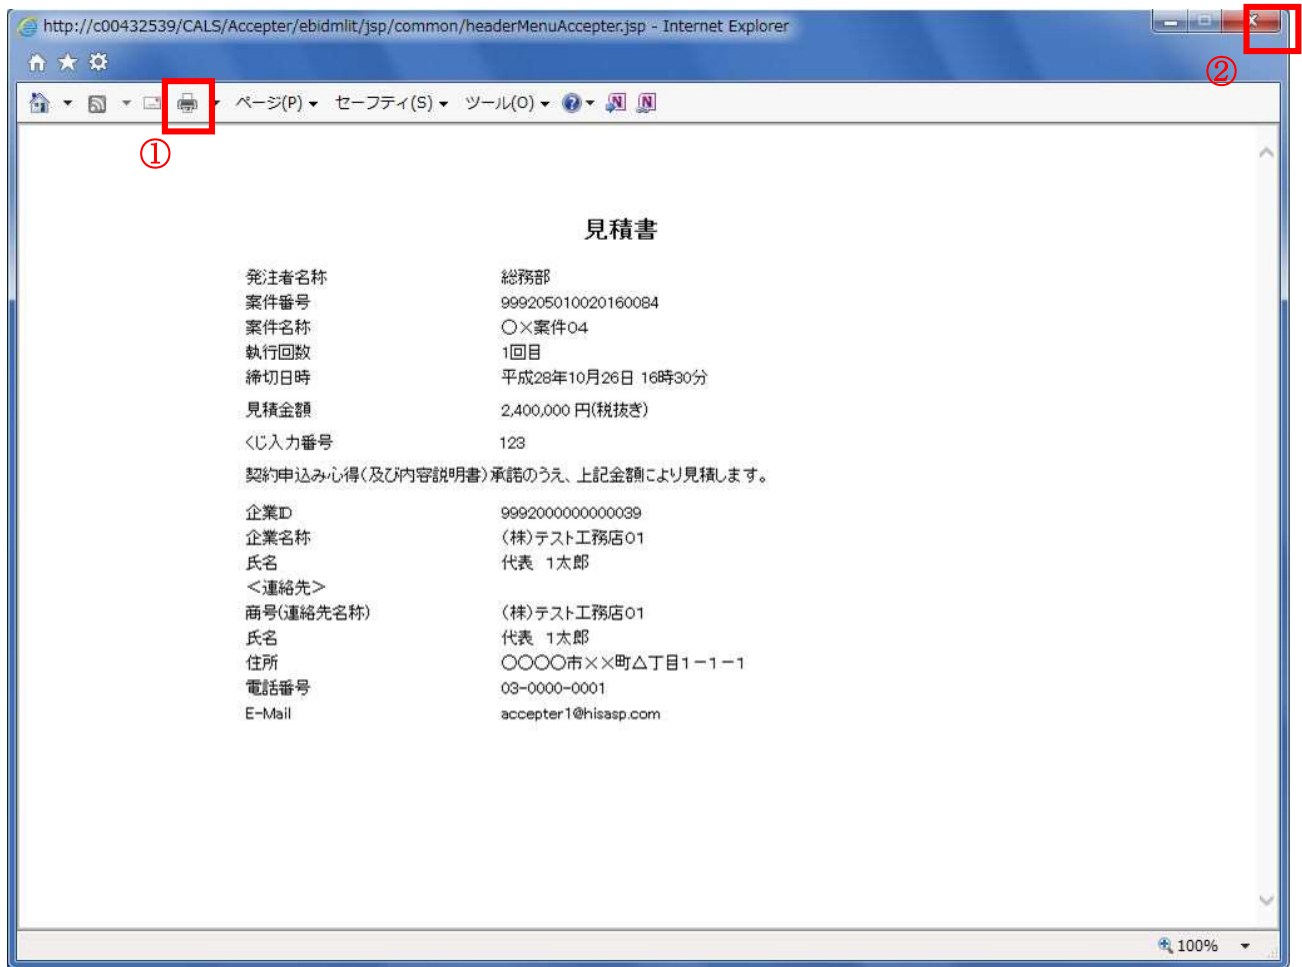 http://c00432539/CALS/Accepter/ebidmlit/jsp/common/headerMenuAccepter.jsp - Internet Explorer
②
ページ(P) セーフティ(S) ツール(O)
①
見積書
発注者名称 総務部
案件番号 999205010020160084
案件名称 〇×案件04
執行回数 1回目
締切日時 平成28年10月26日 16時30分
見積金額 2,400,000 円(税抜き)
くじ入力番号 123
契約申込み心得(及び内容説明書)承諾のうえ、上記金額により見積します。
企業ID 9992000000000039
企業名称 (株)テスト工務店01
氏名 代表 1太郎
<連絡先>
商号(連絡先名称) (株)テスト工務店01
氏名 代表 1太郎
住所 〇〇〇〇市××町△丁目1-1-1
電話番号 03-0000-0001
E-Mail accepter1@hisasp.com
100%